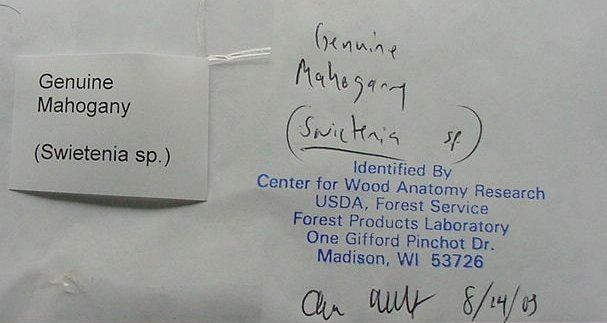 Genuine
Mahogany
(Swietenia sp.)
Genuine
Mahogany
(Swietenia sp.)
Identified By
Center for Wood Anatomy Research
USDA, Forest Service
Forest Products Laboratory
One Gifford Pinchot Dr.
Madison, WI 53726
8/24/09